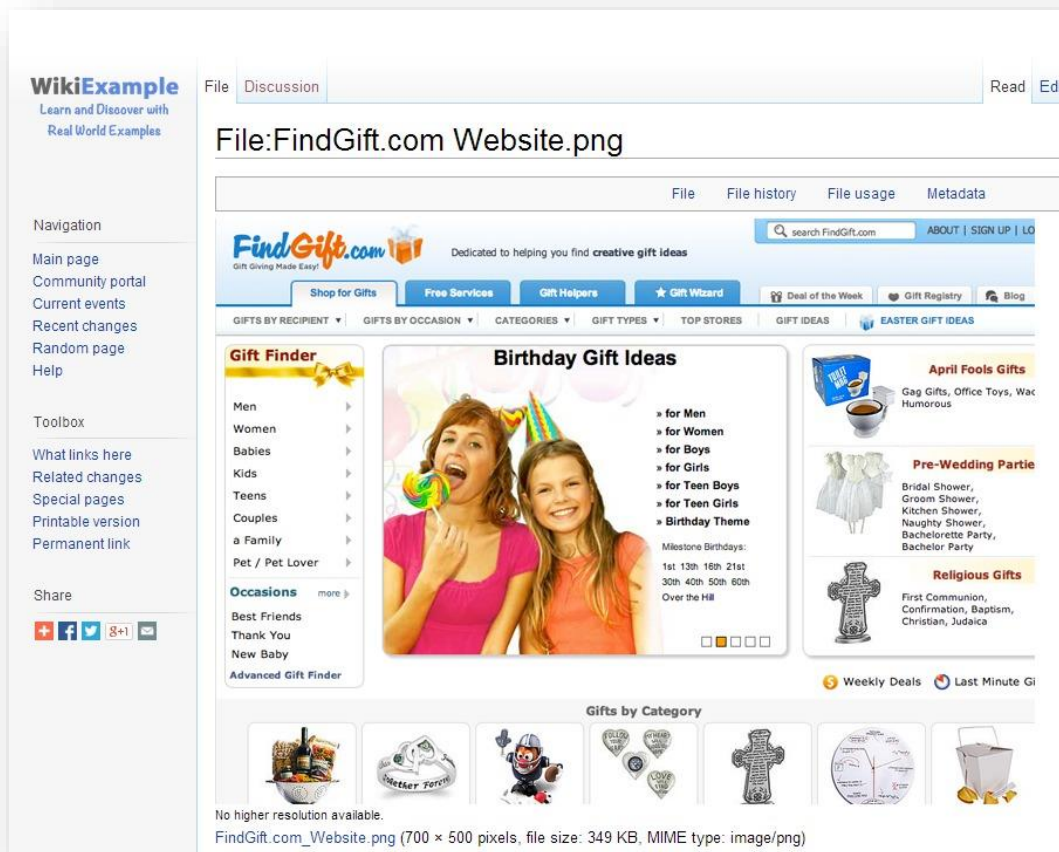 WikiExample
Learn and Discover with
Real World Examples
File Discussion
Read
File:FindGift.com Website.png
File File history File usage Metadata
Navigation
Main page
Community portal
Current events
Recent changes
Random page
Help
Toolbox
What links here
Related changes
Special pages
Printable version
Permanent link
Share
FindGift.com
Gift Giving Made Easy!
Dedicated to helping you find creative gift ideas
search FindGift.com
ABOUT | SIGN UP |
Shop for Gifts Free Services Gift Helpers Gift Wizard
Deal of the Week Gift Registry Blog
GIFTS BY RECIPIENT GIFTS BY OCCASION CATEGORIES GIFT TYPES TOP STORES GIFT IDEAS EASTER GIFT IDEAS
Gift Finder
Men
Women
Babies
Kids
Teens
Couples
a Family
Pet / Pet Lover
Occasions more
Best Friends
Thank You
New Baby
Advanced Gift Finder
Birthday Gift Ideas
» for Men
» for Women
» for Boys
» for Girls
» for Teen Boys
» for Teen Girls
» Birthday Theme
Milestone Birthdays:
1st 13th 16th 21st
30th 40th 50th 60th
Over the Hill
April Fools Gifts
Gag Gifts, Office Toys,
Humorous
Pre-Wedding
Bridal Shower,
Groom Shower,
Kitchen Shower,
Naughty Shower,
Bachelorette Party,
Bachelor Party
Religious Gifts
First Communion,
Confirmation, Baptism,
Christian, Judaica
Weekly Deals Last Minute
Gifts by Category
Together Forever
No higher resolution available.
FindGift.com_Website.png (700 × 500 pixels, file size: 349 KB, MIME type: image/png)